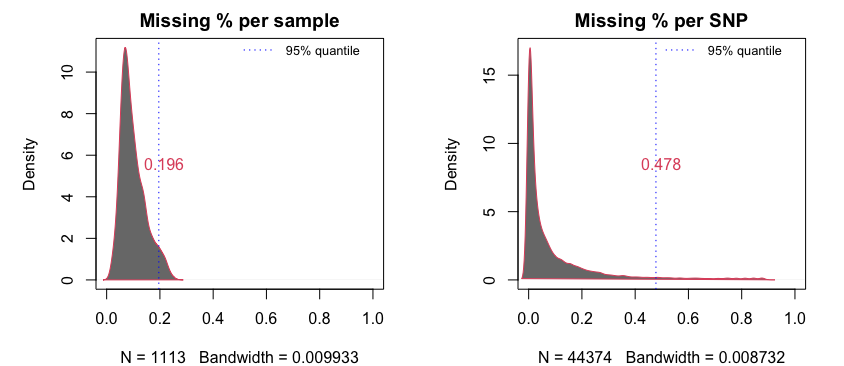 Missing % per sample
95% quantile
10
8
6
4
2
0
Density
0.196
0.0 0.2 0.4 0.6 0.8 1.0
N = 1113 Bandwidth = 0.009933
Missing % per SNP
95% quantile
15
10
5
0
Density
0.478
0.0 0.2 0.4 0.6 0.8 1.0
N = 44374 Bandwidth = 0.008732